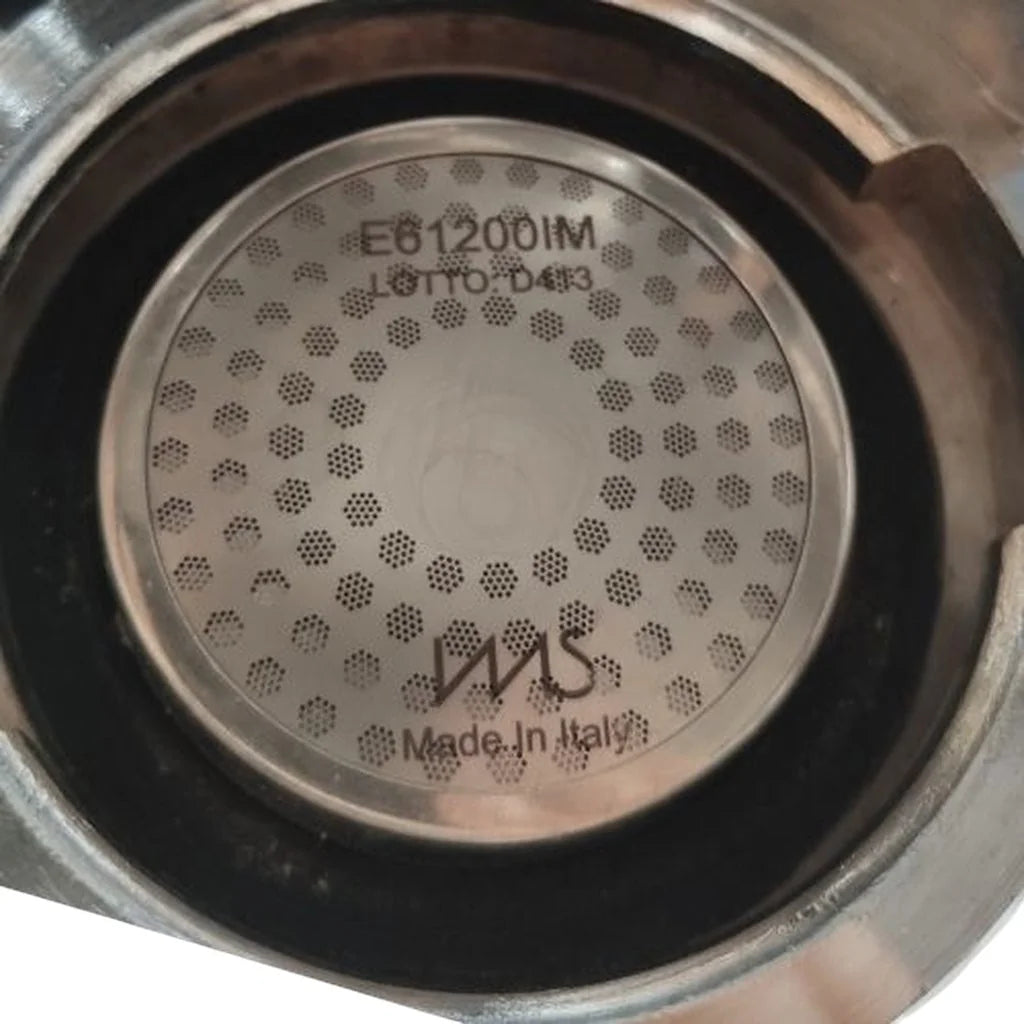 E61200IM
LOTTO: D413
IMS
Made In Italy